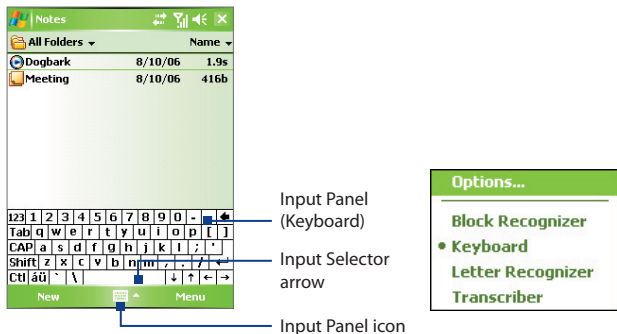 Notes
All Folders Name
Dogbark 8/10/06 1.9s
Meeting 8/10/06 416b
123 1 2 3 4 5 6 7 8 9 0 -
Tab q w e r t y u i o p [ ]
CAP a s d f g h j k l ; '
Shift z x c v b n m , . /
Ctl áü ` \ ↓ ↑ ← →
New Menu
Input Panel
(Keyboard)
Input Selector
arrow
Input Panel icon
Options...
Block Recognizer
Keyboard
Letter Recognizer
Transcriber